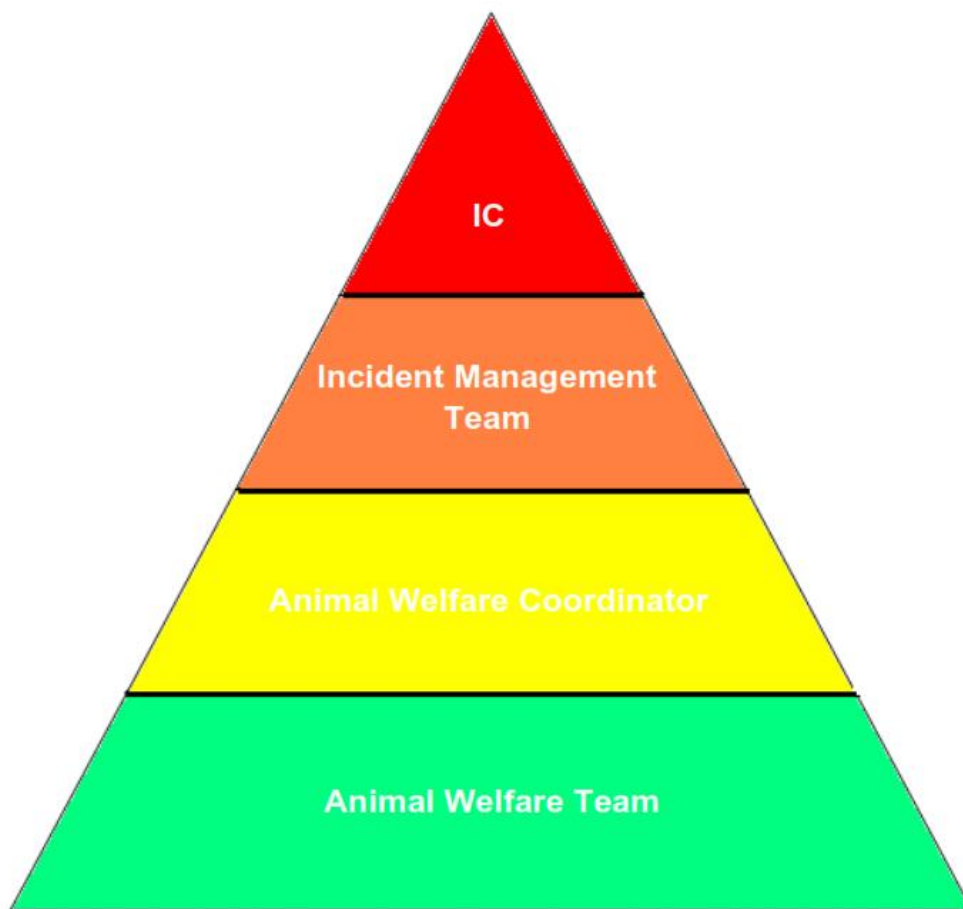 IC
Incident Management
Team
Animal Welfare Coordinator
Animal Welfare Team